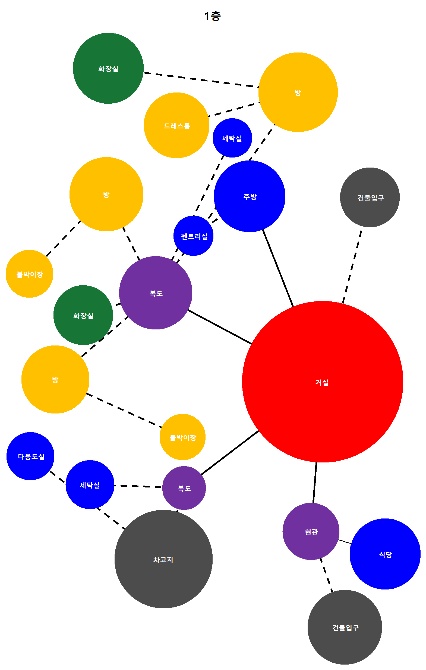 1층
화장실
방
드레스룸
세탁실
방
주방
건물입구
팬트리실
붙박이장
복도
화장실
거실
방
붙박이장
다용도실
세탁실
복도
현관
차고지
식당
건물입구